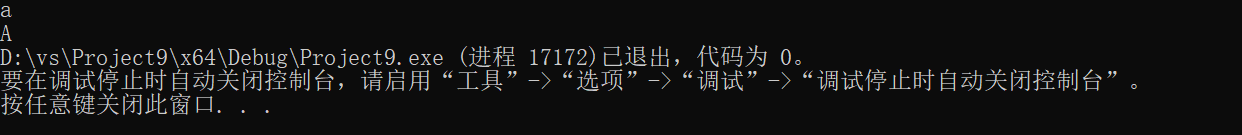 a
A
D:\vs\Project9\x64\Debug\Project9.exe (进程 17172)已退出，代码为 0。
要在调试停止时自动关闭控制台，请启用“工具”->“选项”->“调试”->“调试停止时自动关闭控制台”。
按任意键关闭此窗口. . .